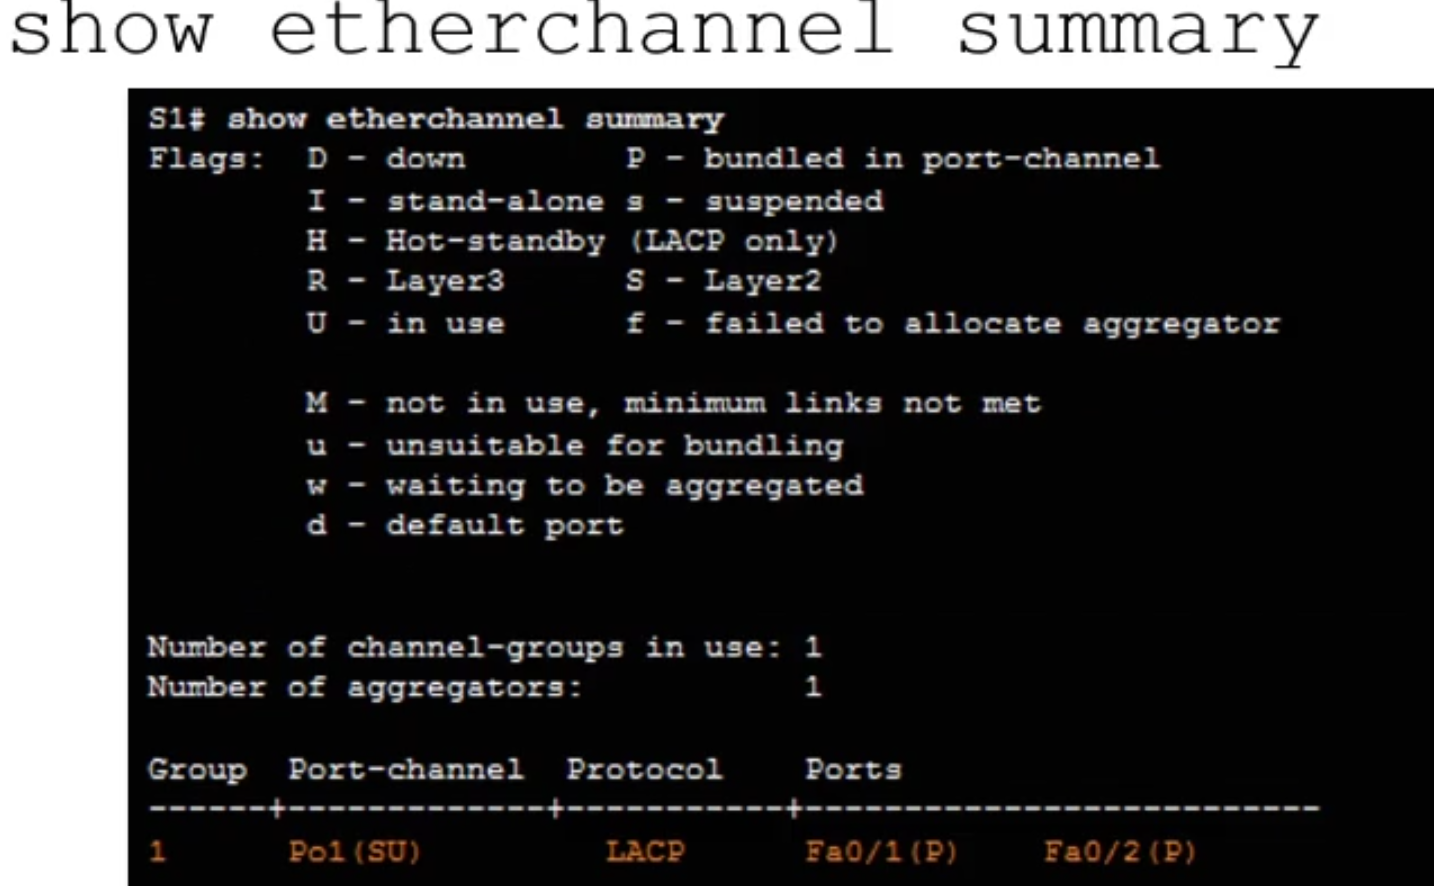 show etherchannel summary
S1# show etherchannel summary
Flags:  D - down        P - bundled in port-channel
        I - stand-alone s - suspended
        H - Hot-standby (LACP only)
        R - Layer3      S - Layer2
        U - in use      f - failed to allocate aggregator
        M - not in use, minimum links not met
        u - unsuitable for bundling
        w - waiting to be aggregated
        d - default port
Number of channel-groups in use: 1
Number of aggregators:           1
Group  Port-channel  Protocol    Ports
------+-------------+-----------+--------------------------
1      Po1(SU)         LACP      Fa0/1(P)    Fa0/2(P)